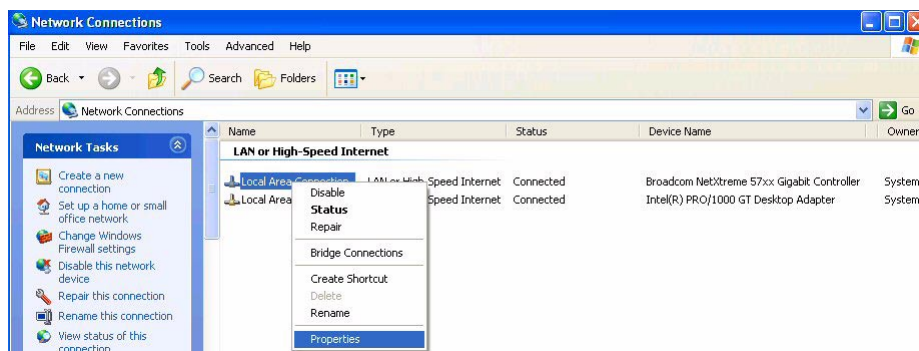 Network Connections
File Edit View Favorites Tools Advanced Help
Back Search Folders
Address Network Connections Go
Network Tasks
Create a new
connection
Set up a home or small
office network
Change Windows
Firewall settings
Disable this network
device
Repair this connection
Rename this connection
View status of this
connection
Name Type Status Device Name Owner
LAN or High-Speed Internet
Local Area Connection LAN or High-Speed Internet Connected Broadcom NetXtreme 57xx Gigabit Controller System
Local Area Speed Internet Connected Intel(R) PRO/1000 GT Desktop Adapter System
Disable
Status
Repair
Bridge Connections
Create Shortcut
Delete
Rename
Properties